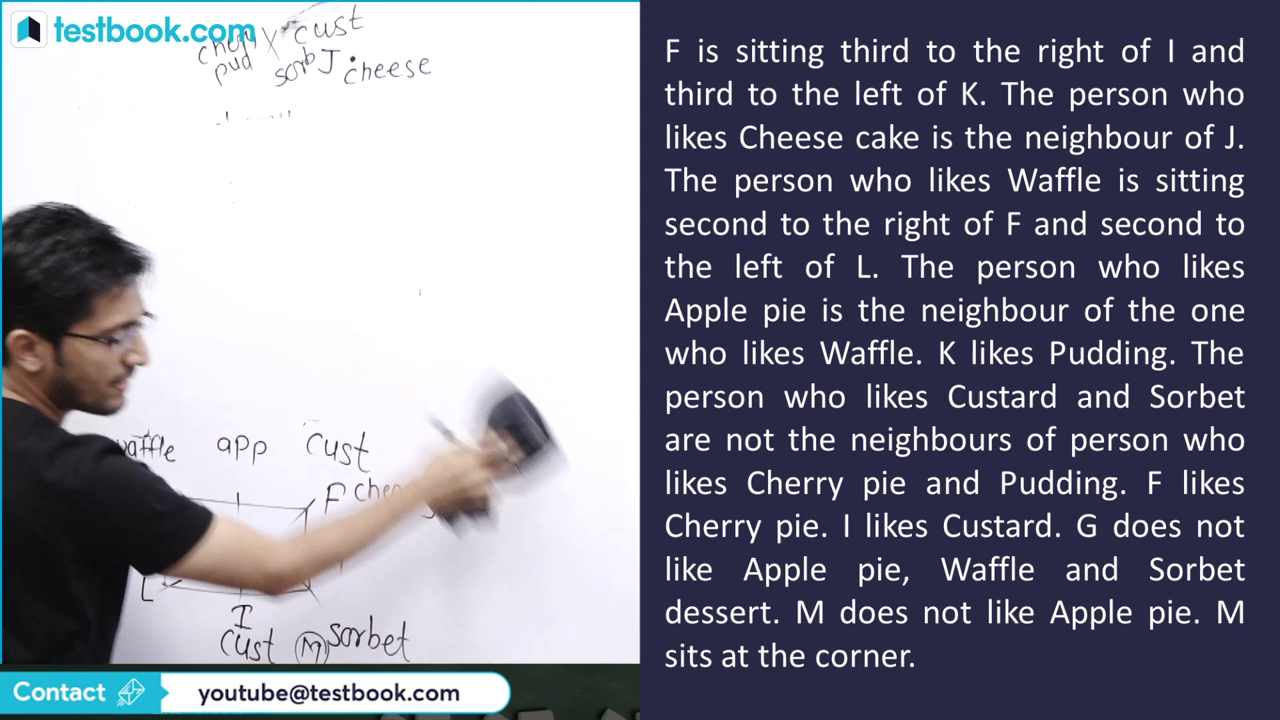 testbook.com
cust
pud sorb J cheese
F is sitting third to the right of I and
third to the left of K. The person who
likes Cheese cake is the neighbour of J.
The person who likes Waffle is sitting
second to the right of F and second to
the left of L. The person who likes
Apple pie is the neighbour of the one
who likes Waffle. K likes Pudding. The
person who likes Custard and Sorbet
are not the neighbours of person who
likes Cherry pie and Pudding. F likes
Cherry pie. I likes Custard. G does not
like Apple pie, Waffle and Sorbet
dessert. M does not like Apple pie. M
sits at the corner.
app cust
F
L
I
cust M sorbet
Contact
youtube@testbook.com